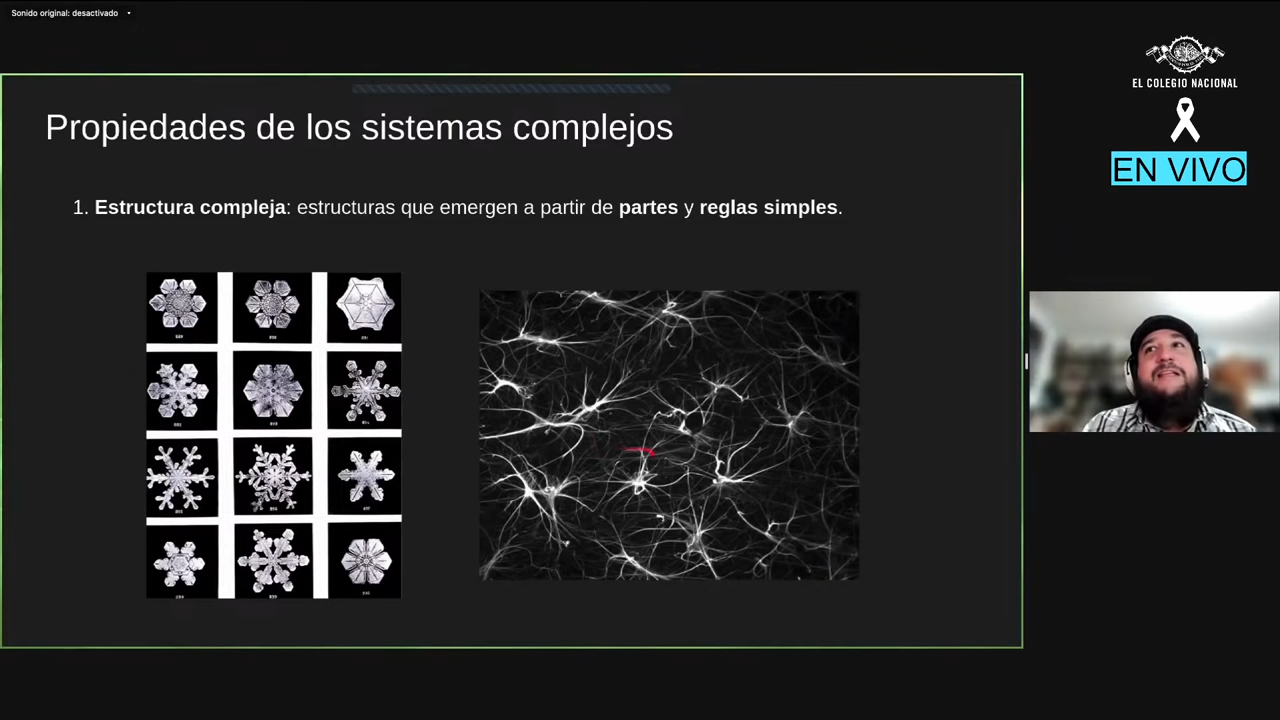 Sonido original: desactivado
EL COLEGIO NACIONAL
EN VIVO
Propiedades de los sistemas complejos
1. Estructura compleja: estructuras que emergen a partir de partes y reglas simples.